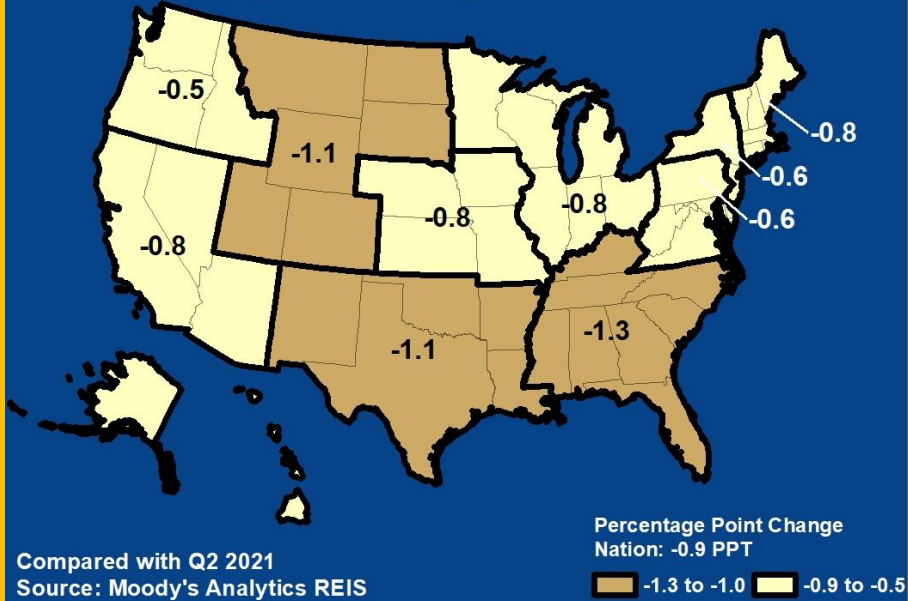 -0.5
-0.8
-1.1
-0.6
-0.8
-0.8
-0.6
-0.8
-1.3
-1.1
Percentage Point Change
Nation: -0.9 PPT
Compared with Q2 2021
Source: Moody's Analytics REIS
-1.3 to -1.0 -0.9 to -0.5